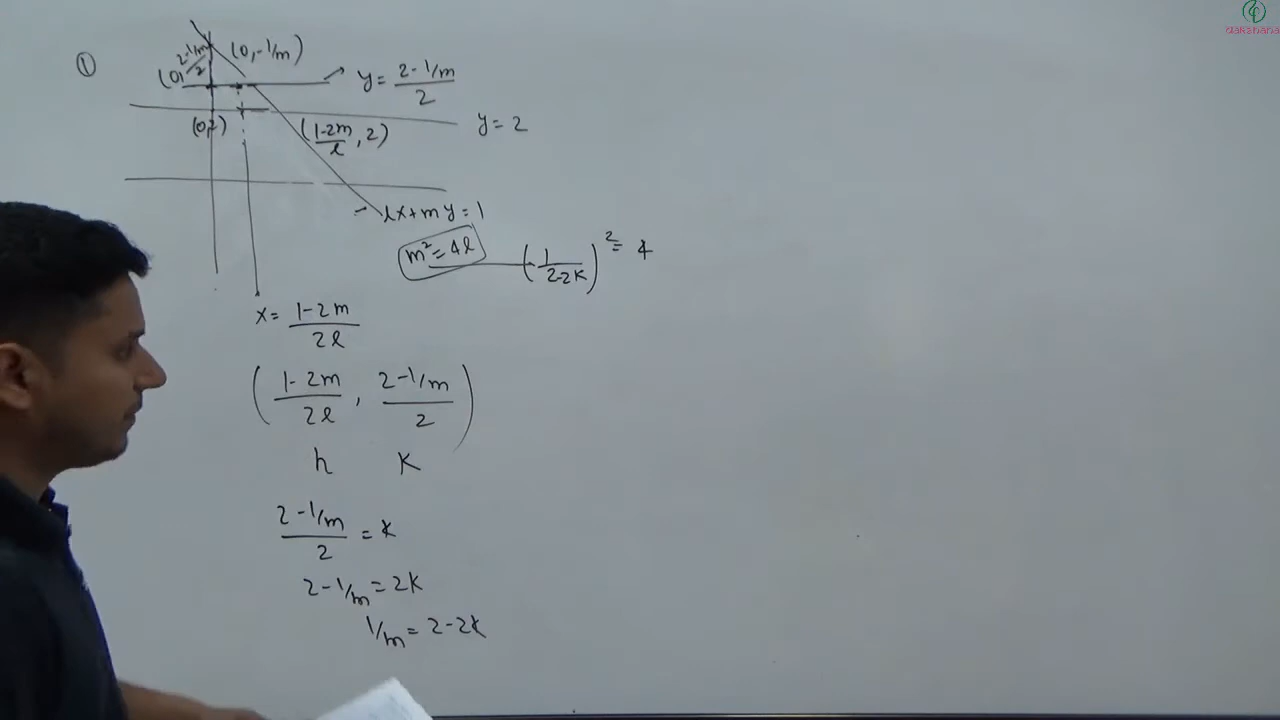 dakshana
①
(0, 2-1/m / 2)
(0, -1/m)
y = 2-1/m / 2
(0,2)
(1-2m / l, 2)
y = 2
lx+my=1
m² = 4l
(1 / 2-2K)² = 4
x = 1-2m / 2l
(1-2m / 2l, 2-1/m / 2)
h K
2-1/m / 2 = K
2-1/m = 2K
1/m = 2-2K